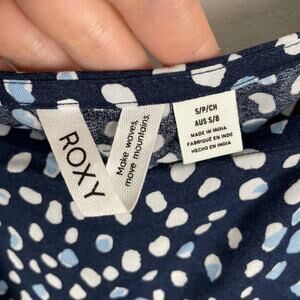 ROXY
Make waves,
move mountains.
S/P/CH
AUS S/8
MADE IN INDIA
FABRIQUÉ EN INDE
HECHO EN INDIA